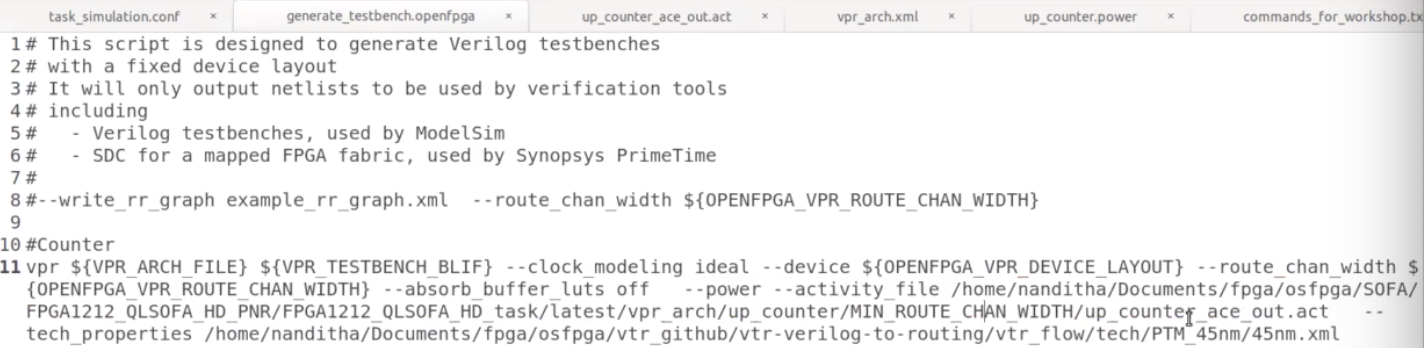 task_simulation.conf × generate_testbench.openfpga × up_counter_ace_out.act × vpr_arch.xml × up_counter.power × commands_for_workshop.tx
1 # This script is designed to generate Verilog testbenches
2 # with a fixed device layout
3 # It will only output netlists to be used by verification tools
4 # including
5 #   - Verilog testbenches, used by ModelSim
6 #   - SDC for a mapped FPGA fabric, used by Synopsys PrimeTime
7 #
8 #--write_rr_graph example_rr_graph.xml  --route_chan_width ${OPENFPGA_VPR_ROUTE_CHAN_WIDTH}
9
10 #Counter
11 vpr ${VPR_ARCH_FILE} ${VPR_TESTBENCH_BLIF} --clock_modeling ideal --device ${OPENFPGA_VPR_DEVICE_LAYOUT} --route_chan_width $
{OPENFPGA_VPR_ROUTE_CHAN_WIDTH} --absorb_buffer_luts off   --power --activity_file /home/nanditha/Documents/fpga/osfpga/SOFA/
FPGA1212_QLSOFA_HD_PNR/FPGA1212_QLSOFA_HD_task/latest/vpr_arch/up_counter/MIN_ROUTE_CHAN_WIDTH/up_counter_ace_out.act   --
tech_properties /home/nanditha/Documents/fpga/osfpga/vtr_github/vtr-verilog-to-routing/vtr_flow/tech/PTM_45nm/45nm.xml